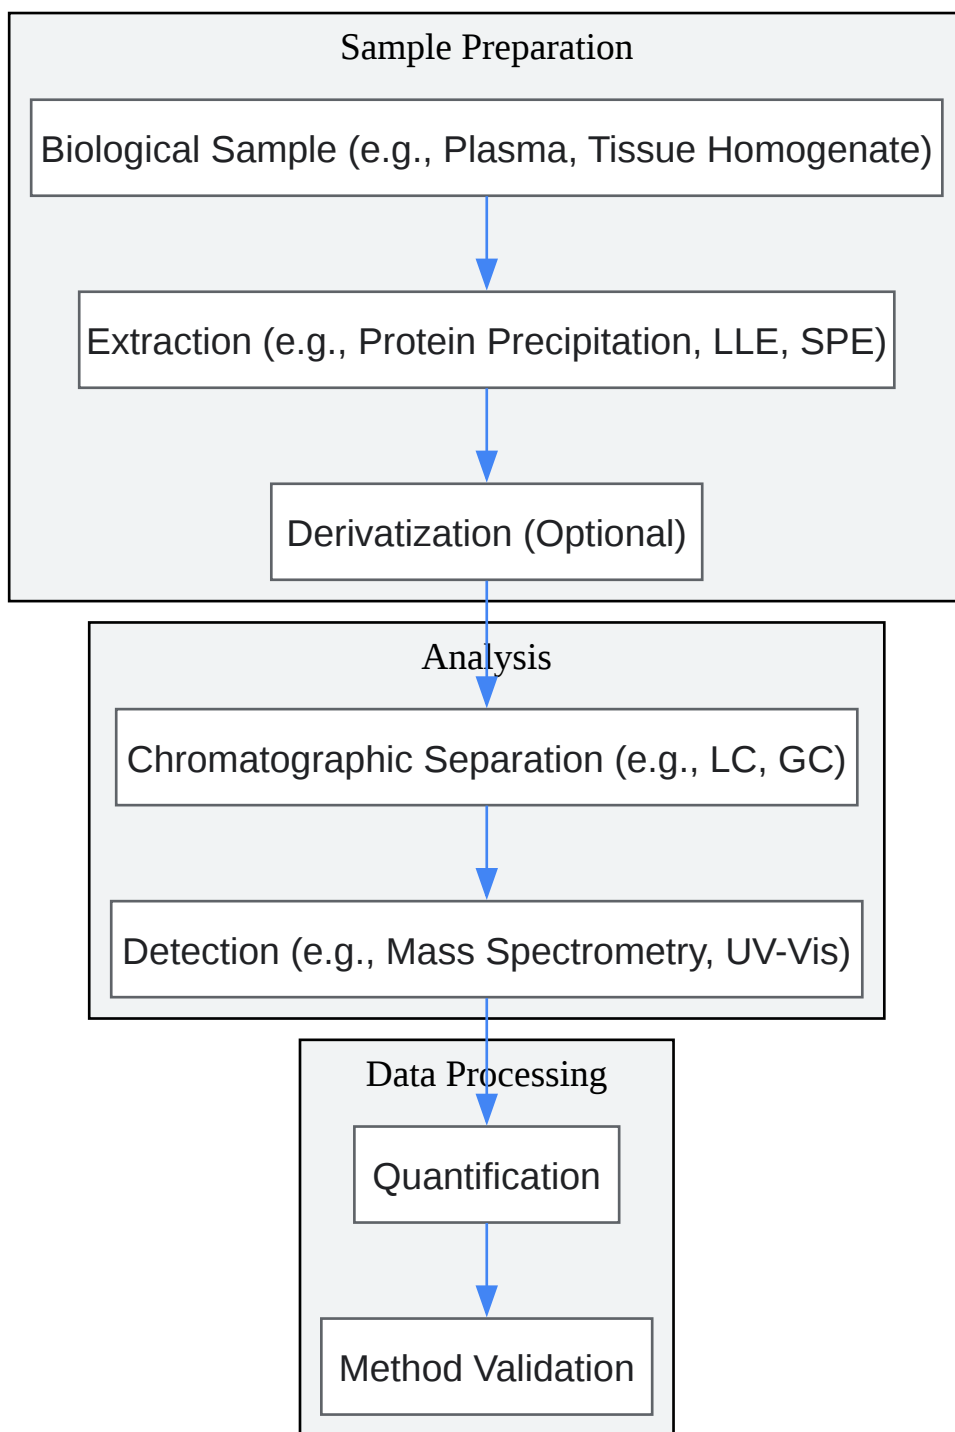 Sample Preparation
Biological Sample (e.g., Plasma, Tissue Homogenate)
Extraction (e.g., Protein Precipitation, LLE, SPE)
Derivatization (Optional)
Analysis
Chromatographic Separation (e.g., LC, GC)
Detection (e.g., Mass Spectrometry, UV-Vis)
Data Processing
Quantification
Method Validation